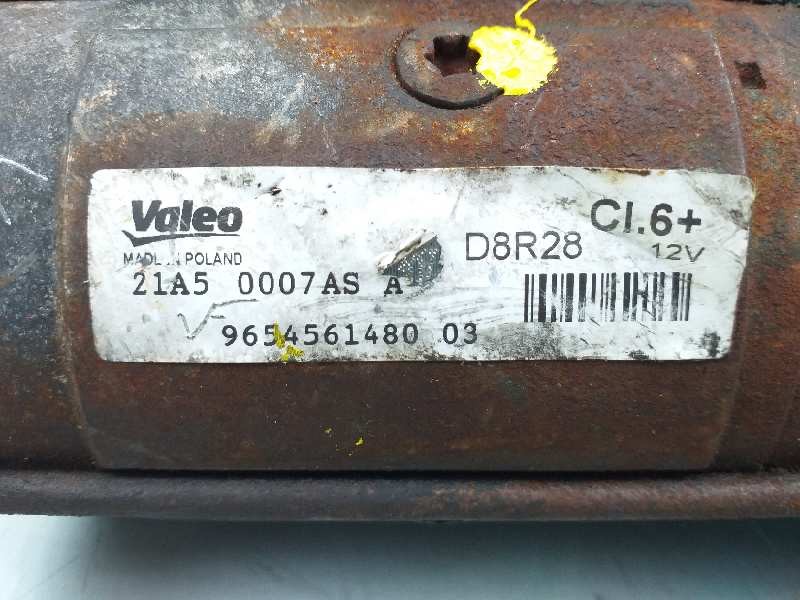 Valeo
MADE IN POLAND
D8R28
Cl.6+
12V
21A5 0007AS A
9654561480 03